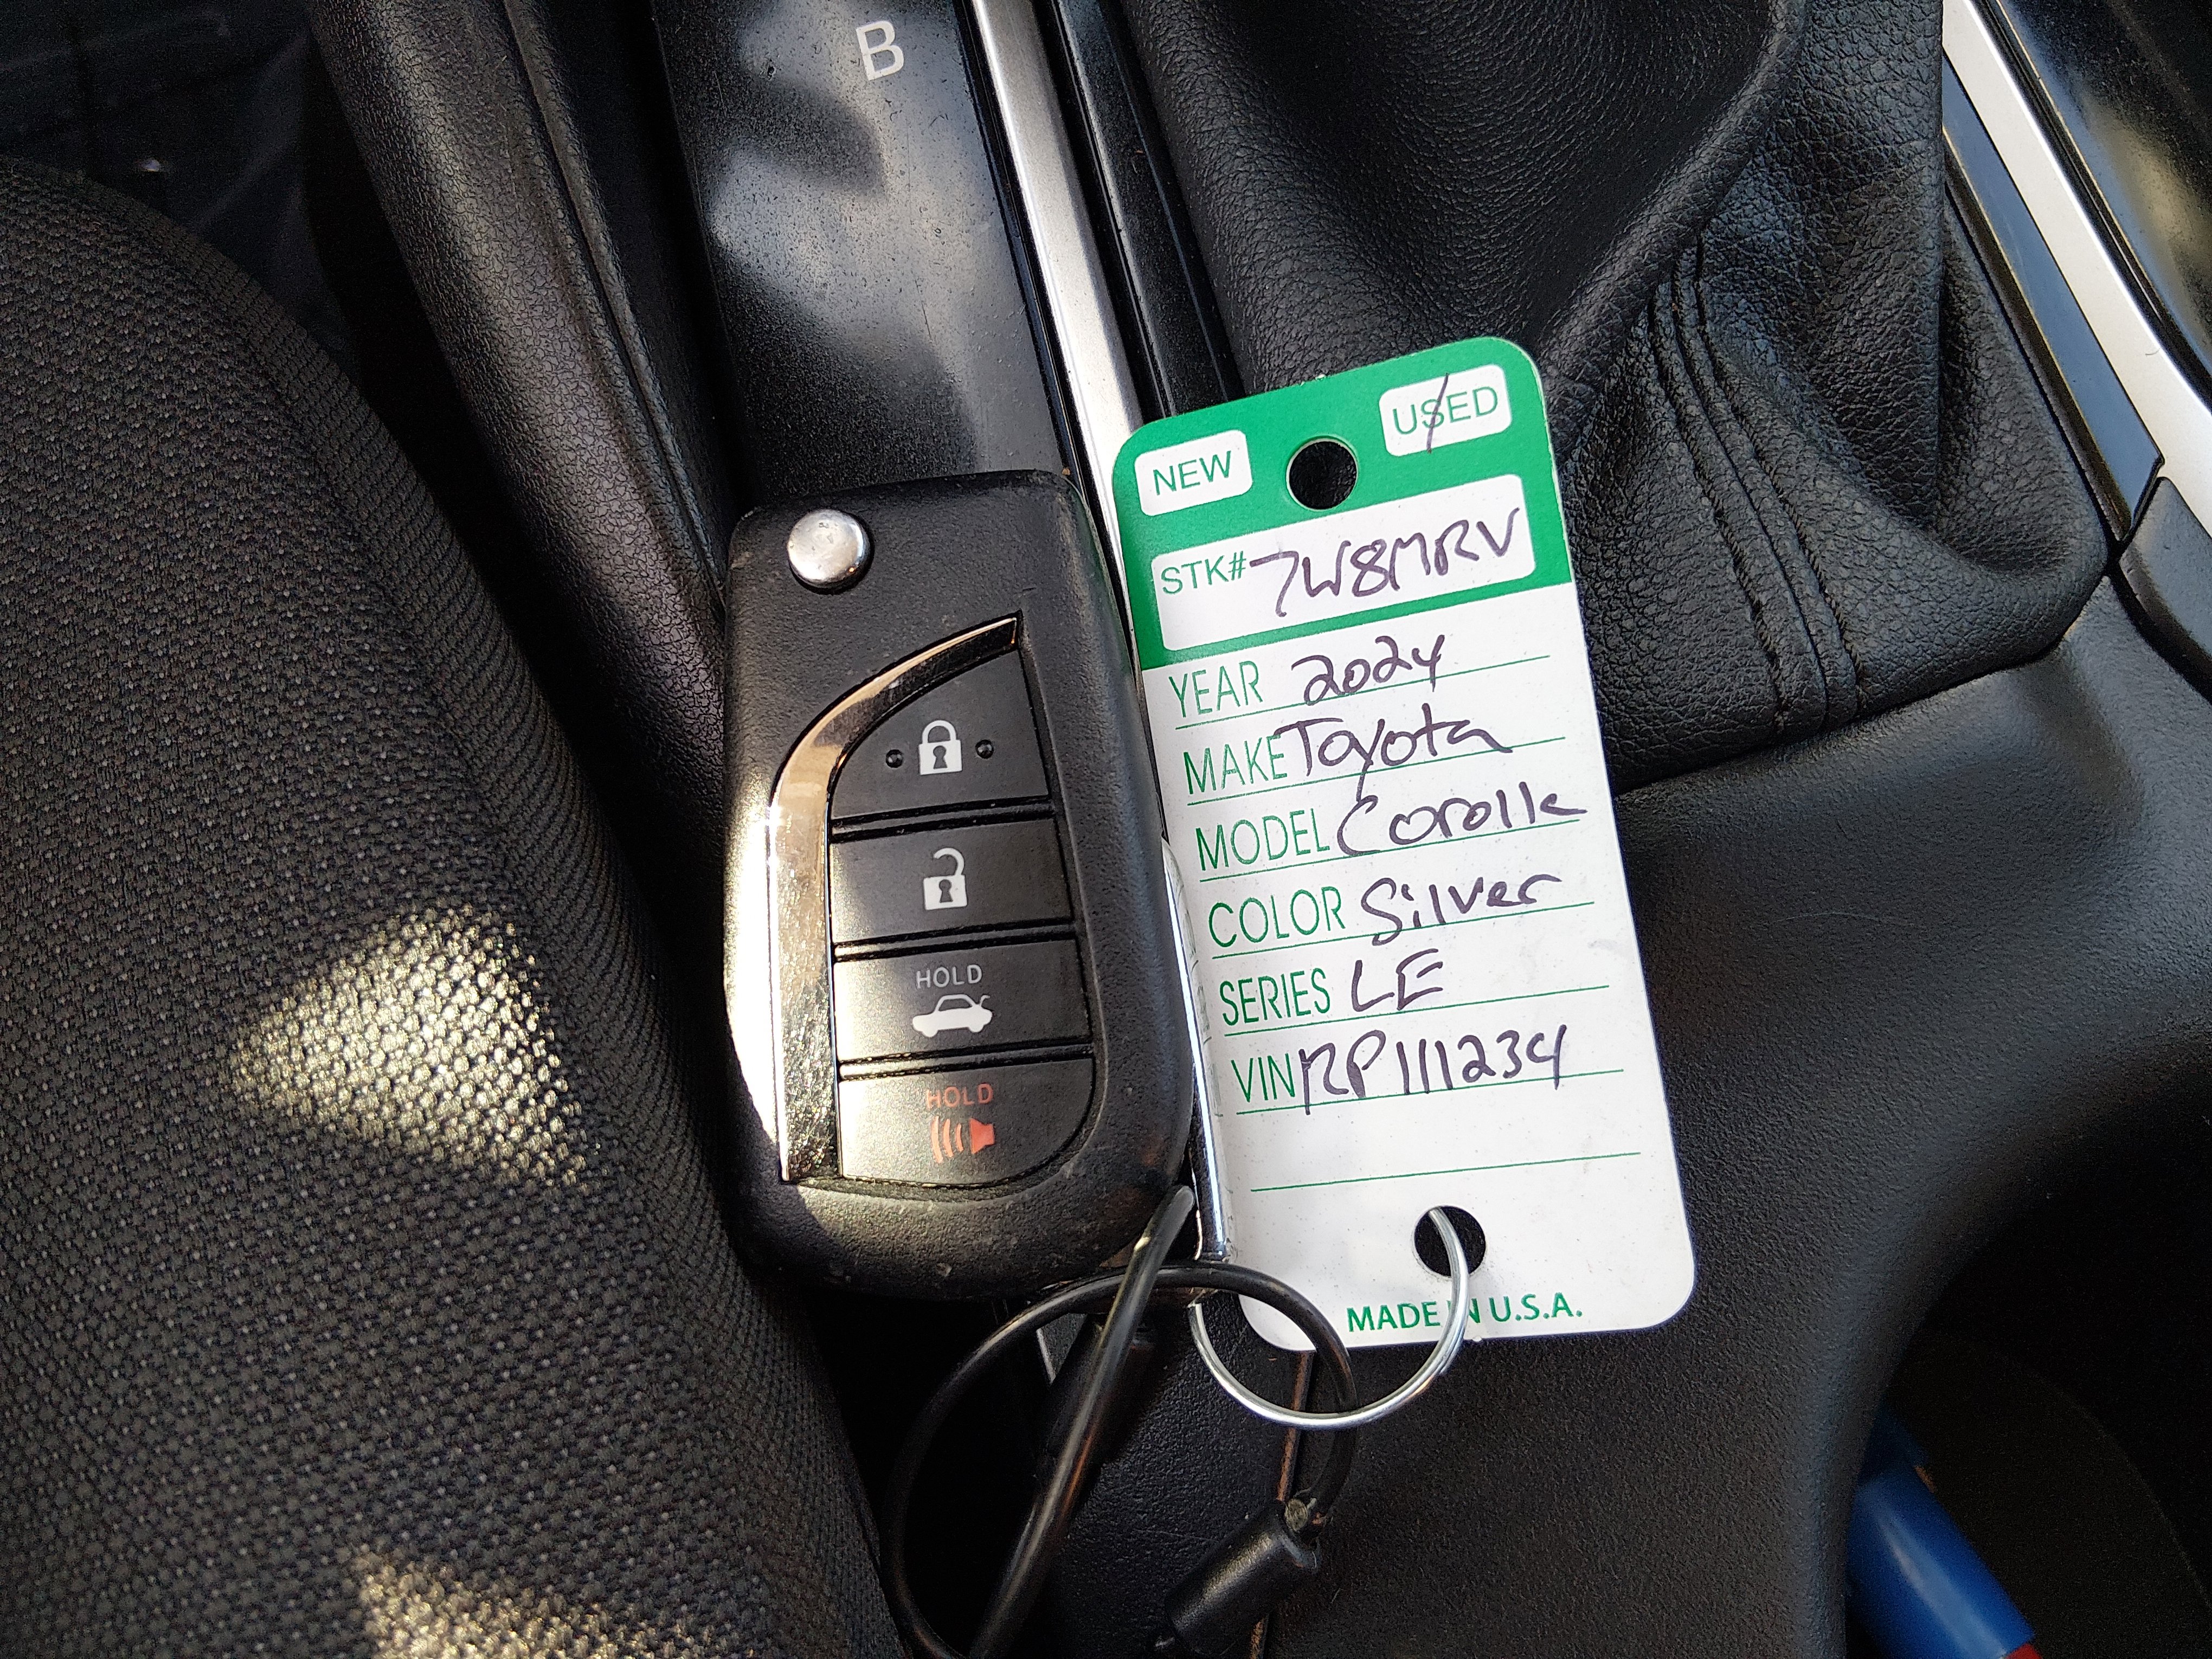 B
NEW USED
STK# 7W8MRV
YEAR 2024
MAKE Toyota
MODEL Corolla
COLOR Silver
SERIES LE
VIN RP111234
MADE IN U.S.A.
HOLD
HOLD